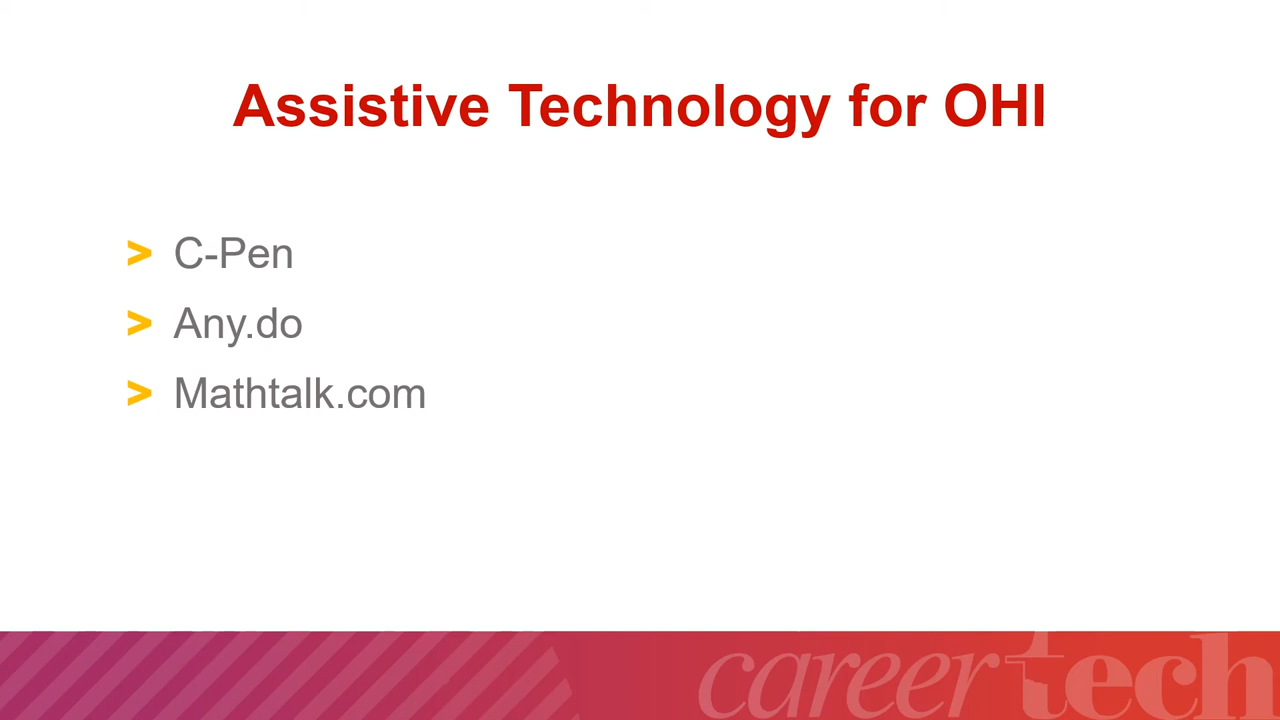 Assistive Technology for OHI
> C-Pen
> Any.do
> Mathtalk.com
careertech